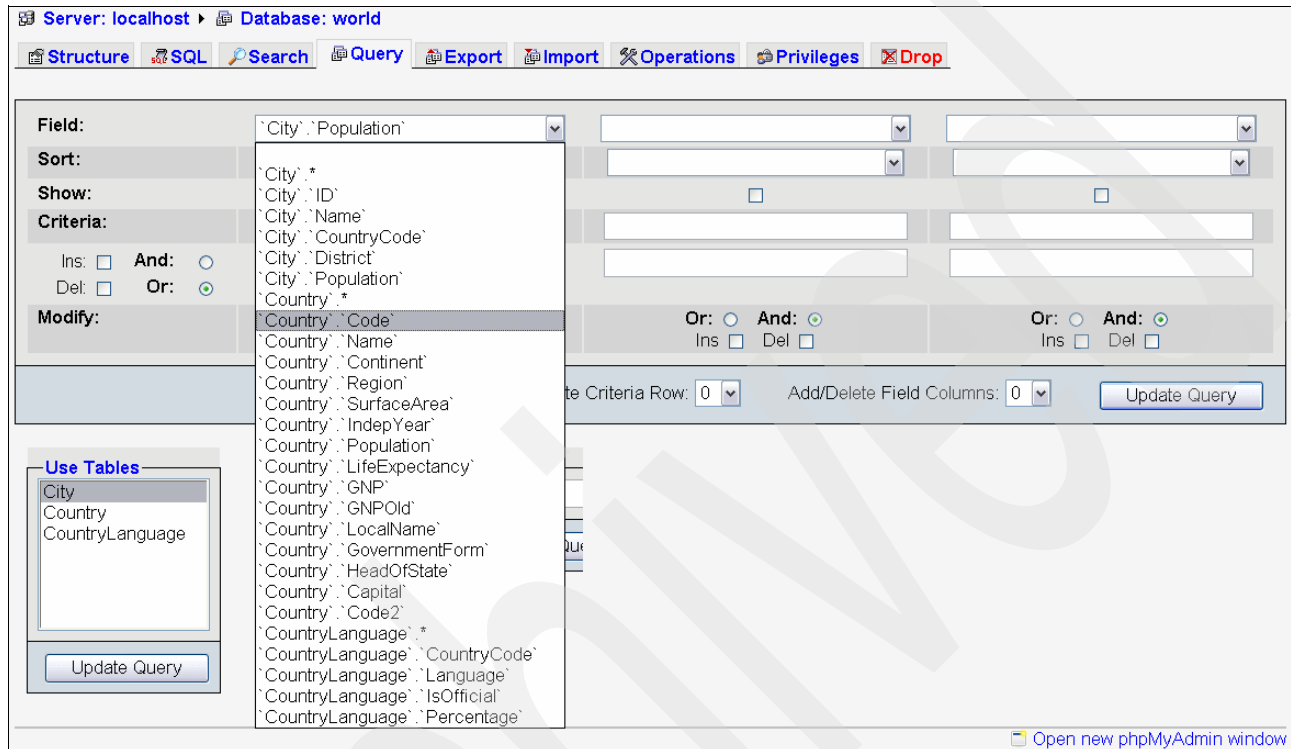 Server: localhost ▸ Database: world
Structure SQL Search Query Export Import Operations Privileges Drop
Field: `City`.`Population`
Sort:
Show:
Criteria:
Ins: And:
Del: Or:
Modify:
`City`.*
`City`.`ID`
`City`.`Name`
`City`.`CountryCode`
`City`.`District`
`City`.`Population`
`Country`.*
`Country`.`Code`
`Country`.`Name`
`Country`.`Continent`
`Country`.`Region`
`Country`.`SurfaceArea`
`Country`.`IndepYear`
`Country`.`Population`
`Country`.`LifeExpectancy`
`Country`.`GNP`
`Country`.`GNPOld`
`Country`.`LocalName`
`Country`.`GovernmentForm`
`Country`.`HeadOfState`
`Country`.`Capital`
`Country`.`Code2`
`CountryLanguage`.*
`CountryLanguage`.`CountryCode`
`CountryLanguage`.`Language`
`CountryLanguage`.`IsOfficial`
`CountryLanguage`.`Percentage`
Or: And: Or: And:
Ins Del Ins Del
te Criteria Row: 0 Add/Delete Field Columns: 0 Update Query
Use Tables
City
Country
CountryLanguage
Update Query
Open new phpMyAdmin window